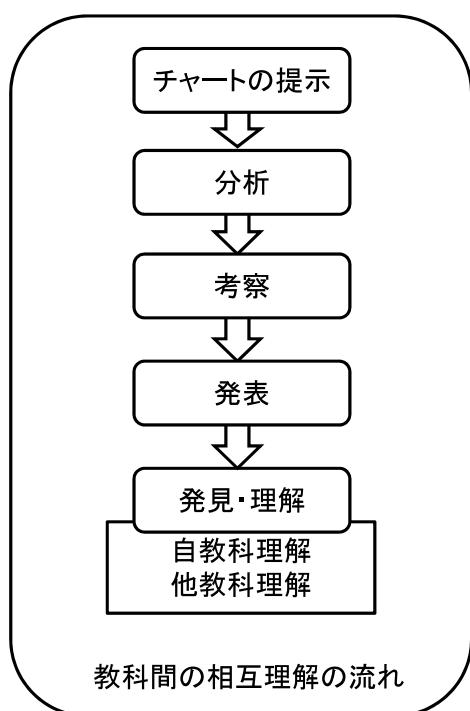 チャートの提示
分析
考察
発表
発見・理解
自教科理解
他教科理解
教科間の相互理解の流れ